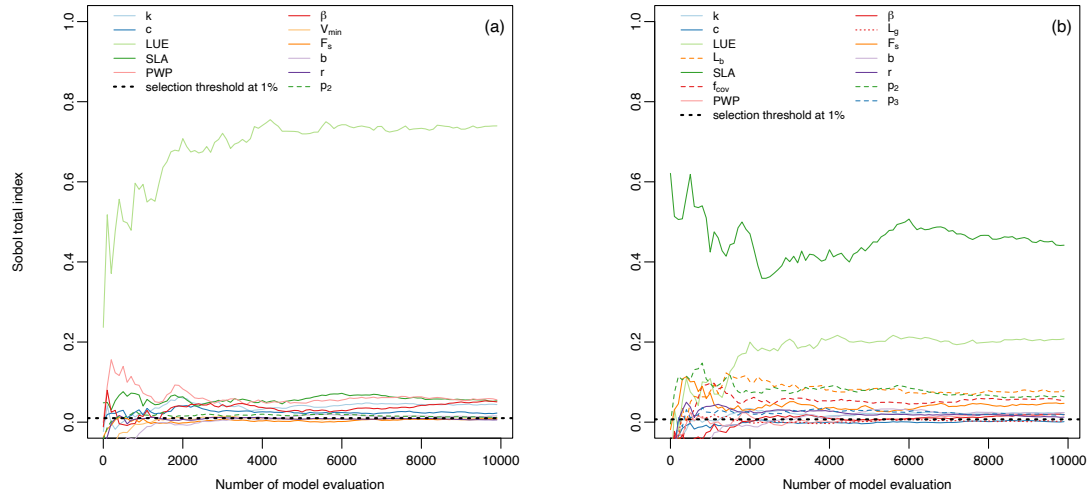 Sobol total index
(a)
k
c
LUE
SLA
PWP
selection threshold at 1%
β
V_min
F_s
b
r
p_2
1.0
0.8
0.6
0.4
0.2
0.0
0 2000 4000 6000 8000 10000
Number of model evaluation
(b)
k
c
LUE
L_b
SLA
f_cov
PWP
selection threshold at 1%
β
L_g
F_s
b
r
p_2
p_3
1.0
0.8
0.6
0.4
0.2
0.0
0 2000 4000 6000 8000 10000
Number of model evaluation